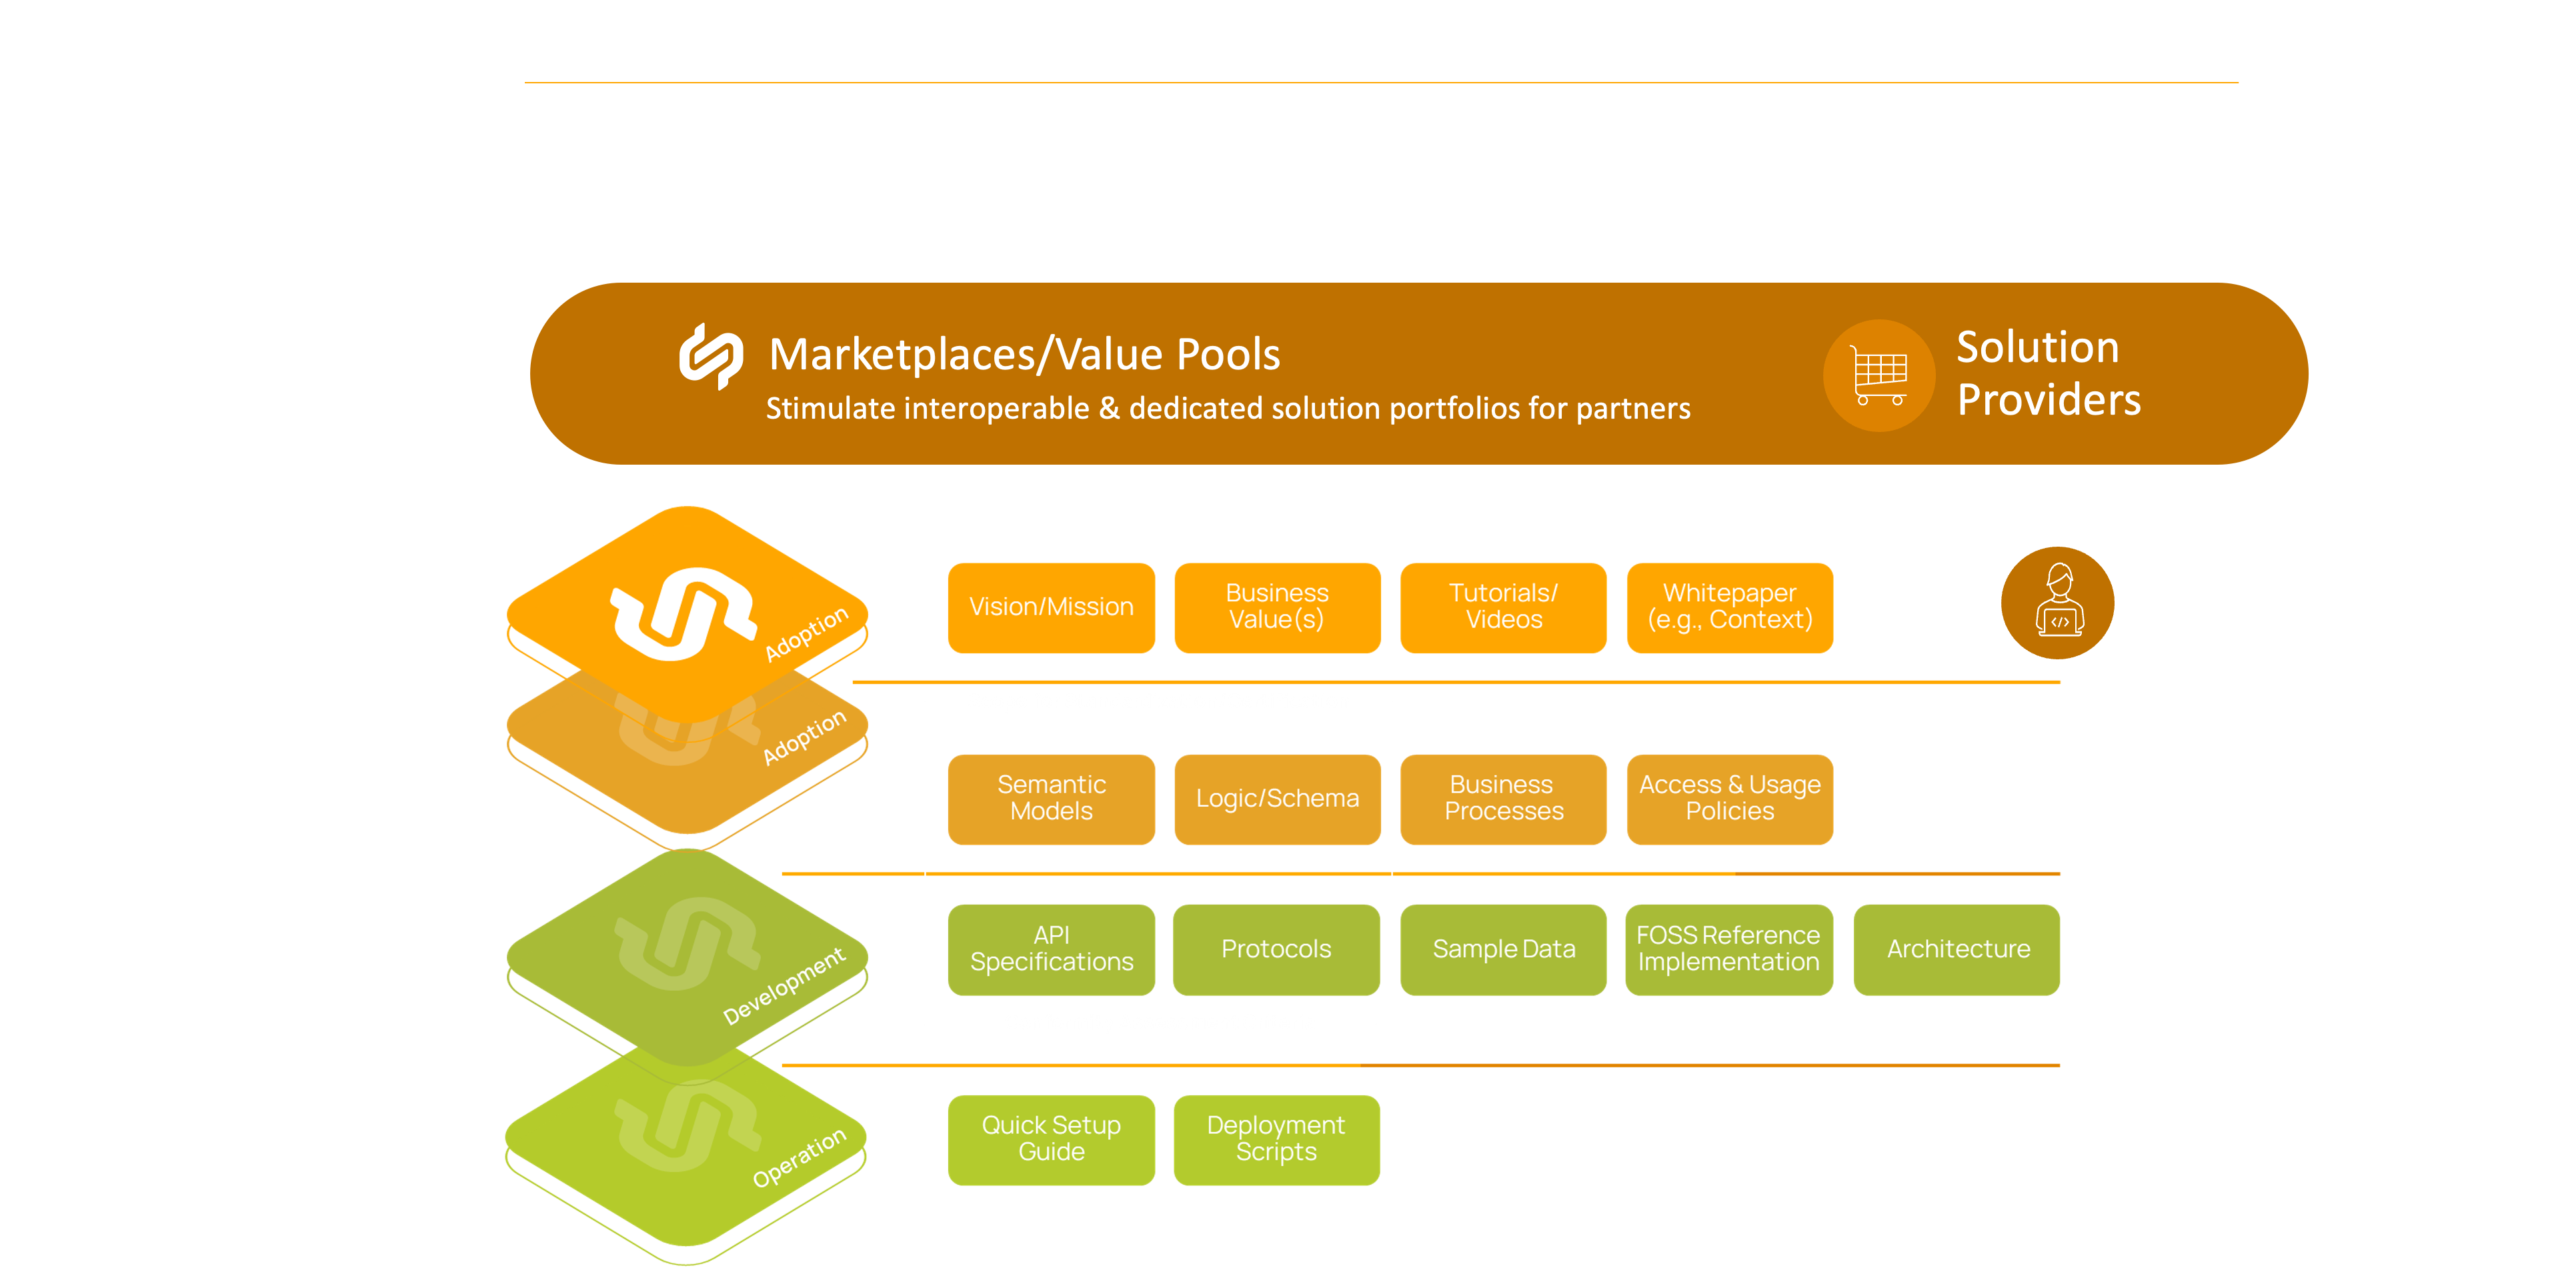 Marketplaces/Value Pools
Stimulate interoperable & dedicated solution portfolios for partners
Solution
Providers
Adoption
Vision/Mission
Business
Value(s)
Tutorials/
Videos
Whitepaper
(e.g., Context)
</>
Adoption
Semantic
Models
Logic/Schema
Business
Processes
Access & Usage
Policies
Development
API
Specifications
Protocols
Sample Data
FOSS Reference
Implementation
Architecture
Operation
Quick Setup
Guide
Deployment
Scripts